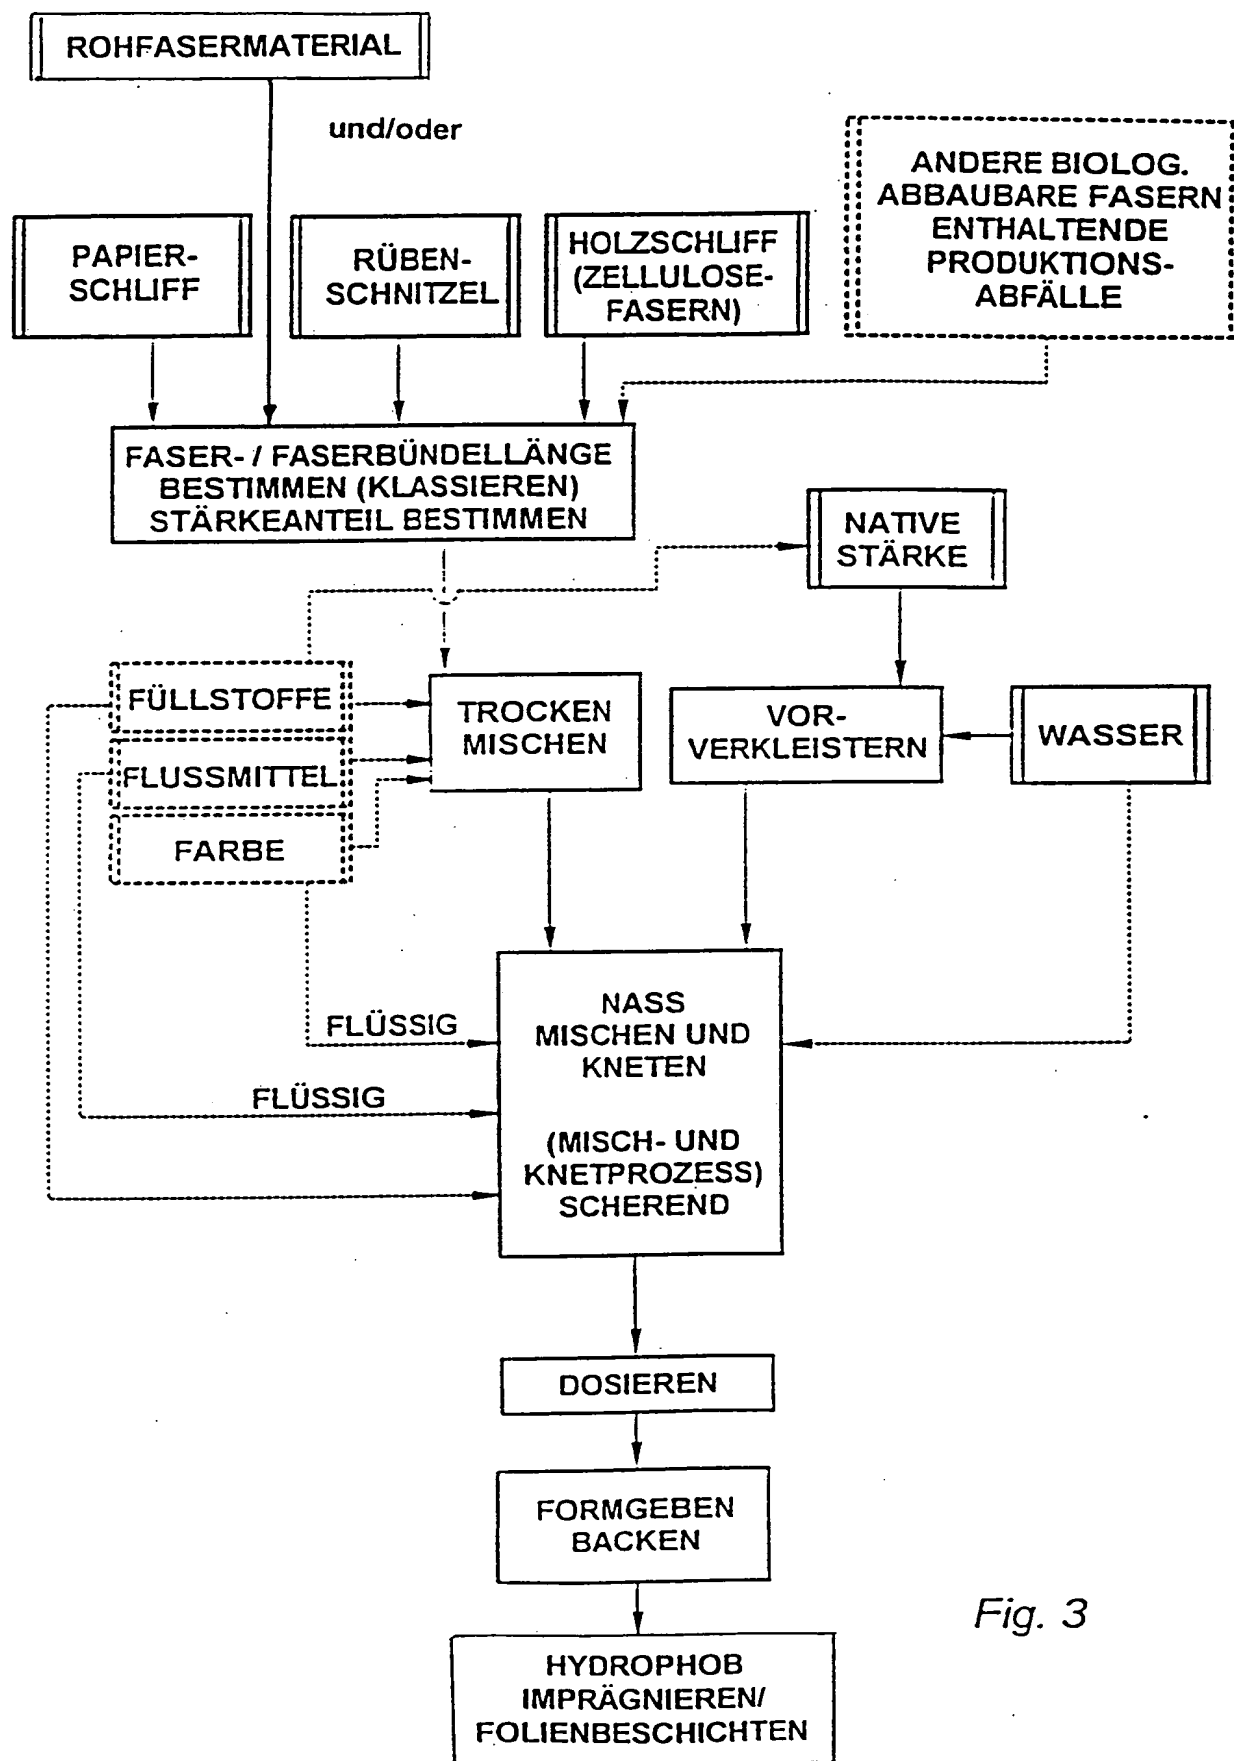 ROHFASERMATERIAL
und/oder
ANDERE BIOLOG.
ABBAUBARE FASERN
ENTHALTENDE
PRODUKTIONS-
ABFÄLLE
PAPIER-
SCHLIFF
RÜBEN-
SCHNITZEL
HOLZSCHLIFF
(ZELLULOSE-
FASERN)
FASER- / FASERBÜNDELLÄNGE
BESTIMMEN (KLASSIEREN)
STÄRKEANTEIL BESTIMMEN
NATIVE
STÄRKE
FÜLLSTOFFE
FLUSSMITTEL
FARBE
TROCKEN
MISCHEN
VOR-
VERKLEISTERN
WASSER
NASS
MISCHEN UND
KNETEN
(MISCH- UND
KNETPROZESS)
SCHEREND
FLÜSSIG
FLÜSSIG
DOSIEREN
FORMGEBEN
BACKEN
HYDROPHOB
IMPRÄGNIEREN/
FOLIENBESCHICHTEN
Fig. 3